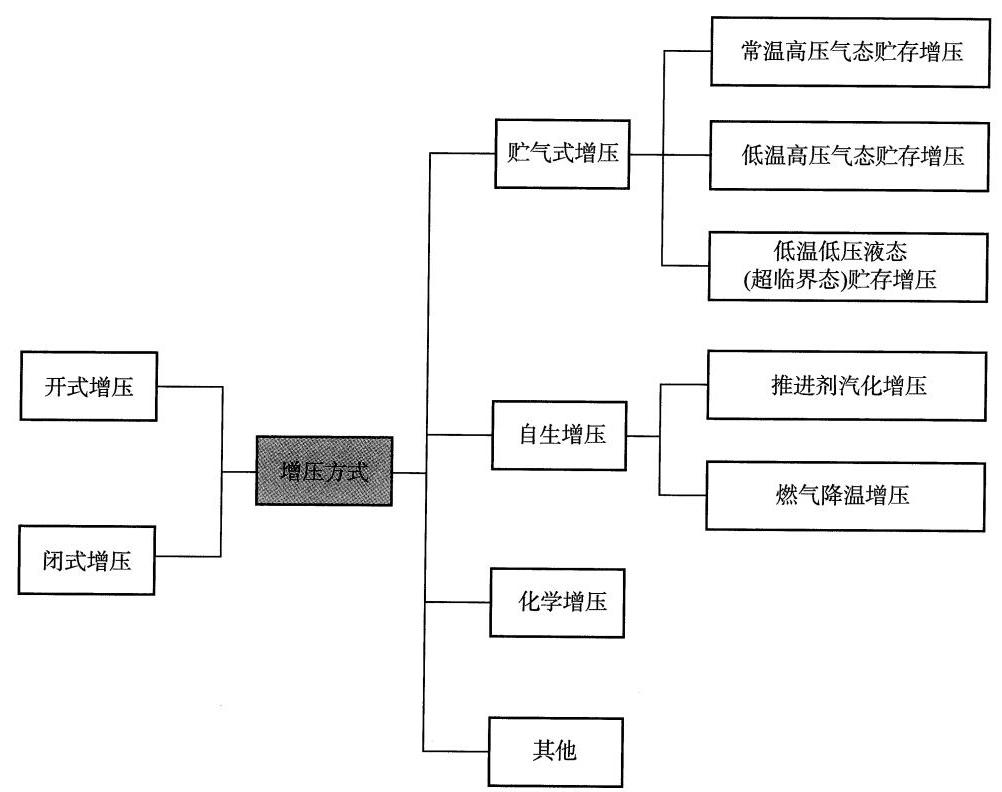 常温高压气态贮存增压
贮气式增压
低温高压气态贮存增压
低温低压液态
(超临界态)贮存增压
开式增压
推进剂汽化增压
自生增压
增压方式
燃气降温增压
闭式增压
化学增压
其他